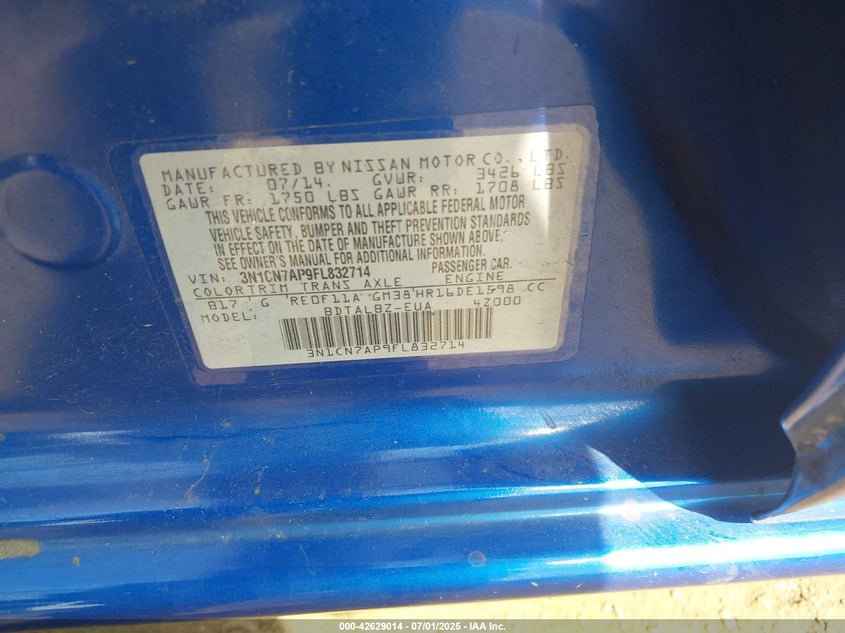 MANUFACTURED BY NISSAN MOTOR CO., LTD.
DATE: 07/14. GVWR: 3426 LBS
GAWR FR: 1750 LBS GAWR RR: 1708 LBS
THIS VEHICLE CONFORMS TO ALL APPLICABLE FEDERAL MOTOR
VEHICLE SAFETY, BUMPER AND THEFT PREVENTION STANDARDS
IN EFFECT ON THE DATE OF MANUFACTURE SHOWN ABOVE.
SEE OWNER'S MANUAL FOR ADDITIONAL INFORMATION.
VIN: 3N1CN7AP9FL832714 PASSENGER CAR.
COLOR TRIM TRANS AXLE ENGINE
B17 G RE0F11A GM38 HR16DE1598 CC
MODEL: BDTALBZ-EUA 4Z000
3N1CN7AP9FL832714
000-42629014 - 07/01/2025 - IAA Inc.